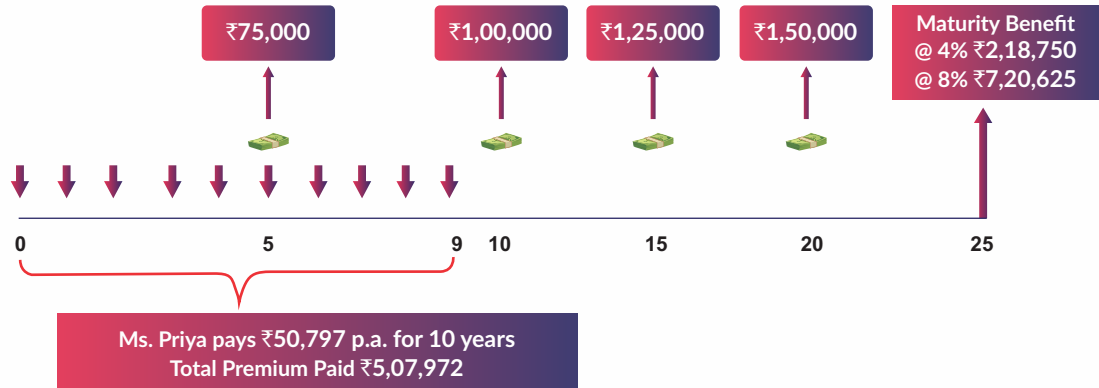 ₹75,000
₹1,00,000
₹1,25,000
₹1,50,000
Maturity Benefit
@ 4% ₹2,18,750
@ 8% ₹7,20,625
0
5
9
10
15
20
25
Ms. Priya pays ₹50,797 p.a. for 10 years
Total Premium Paid ₹5,07,972